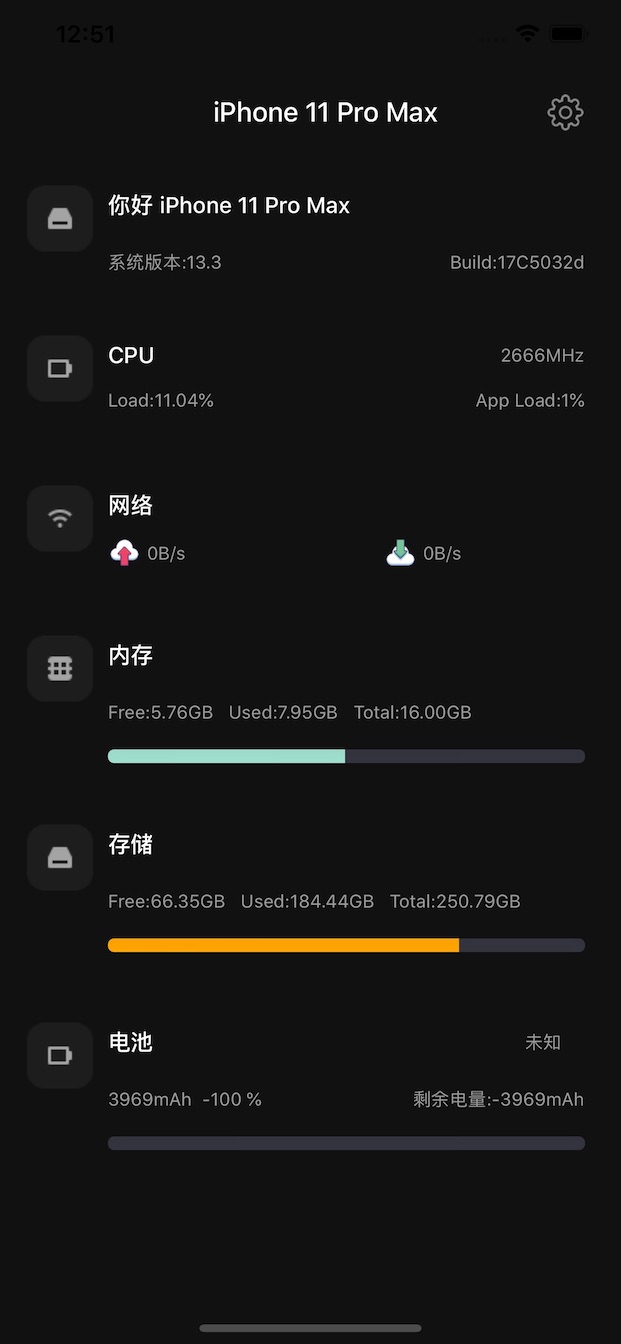 12:51
iPhone 11 Pro Max
你好 iPhone 11 Pro Max
系统版本:13.3 Build:17C5032d
CPU 2666MHz
Load:11.04% App Load:1%
网络
0B/s 0B/s
内存
Free:5.76GB Used:7.95GB Total:16.00GB
存储
Free:66.35GB Used:184.44GB Total:250.79GB
电池 未知
3969mAh -100 % 剩余电量:-3969mAh